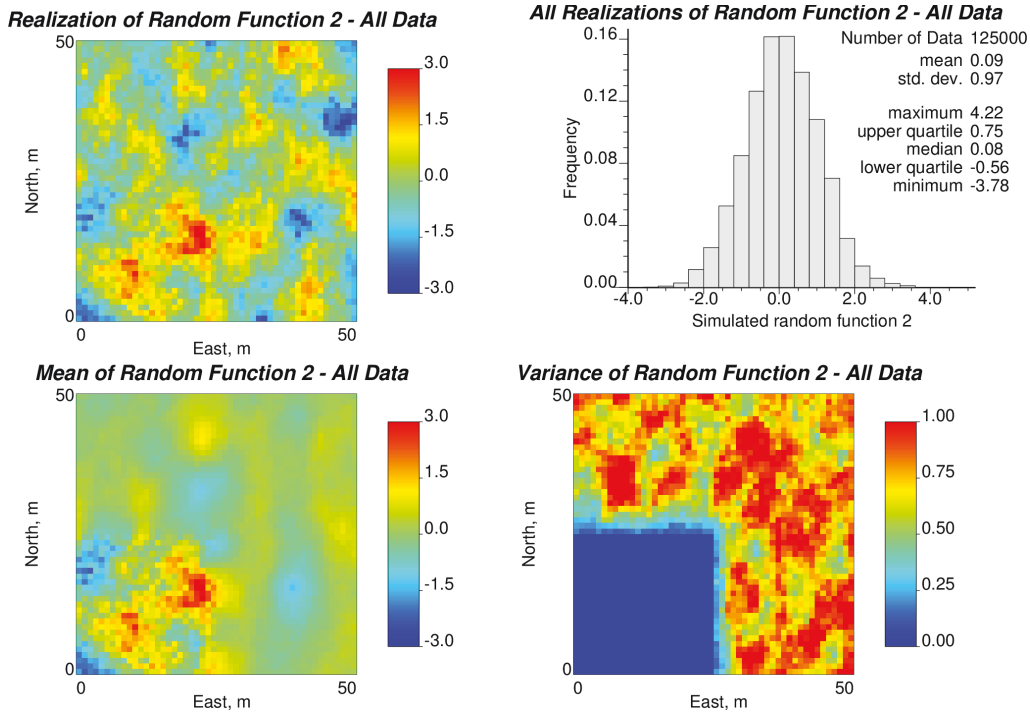 Realization of Random Function 2 - All Data
50
North, m
0
0
50
East, m
3.0
1.5
0.0
-1.5
-3.0
All Realizations of Random Function 2 - All Data
Number of Data 125000
mean 0.09
std. dev. 0.97
maximum 4.22
upper quartile 0.75
median 0.08
lower quartile -0.56
minimum -3.78
Frequency
0.16
0.12
0.08
0.04
0.00
-4.0
-2.0
0.0
2.0
4.0
Simulated random function 2
Mean of Random Function 2 - All Data
50
North, m
0
0
50
East, m
3.0
1.5
0.0
-1.5
-3.0
Variance of Random Function 2 - All Data
50
North, m
0
0
50
East, m
1.00
0.75
0.50
0.25
0.00